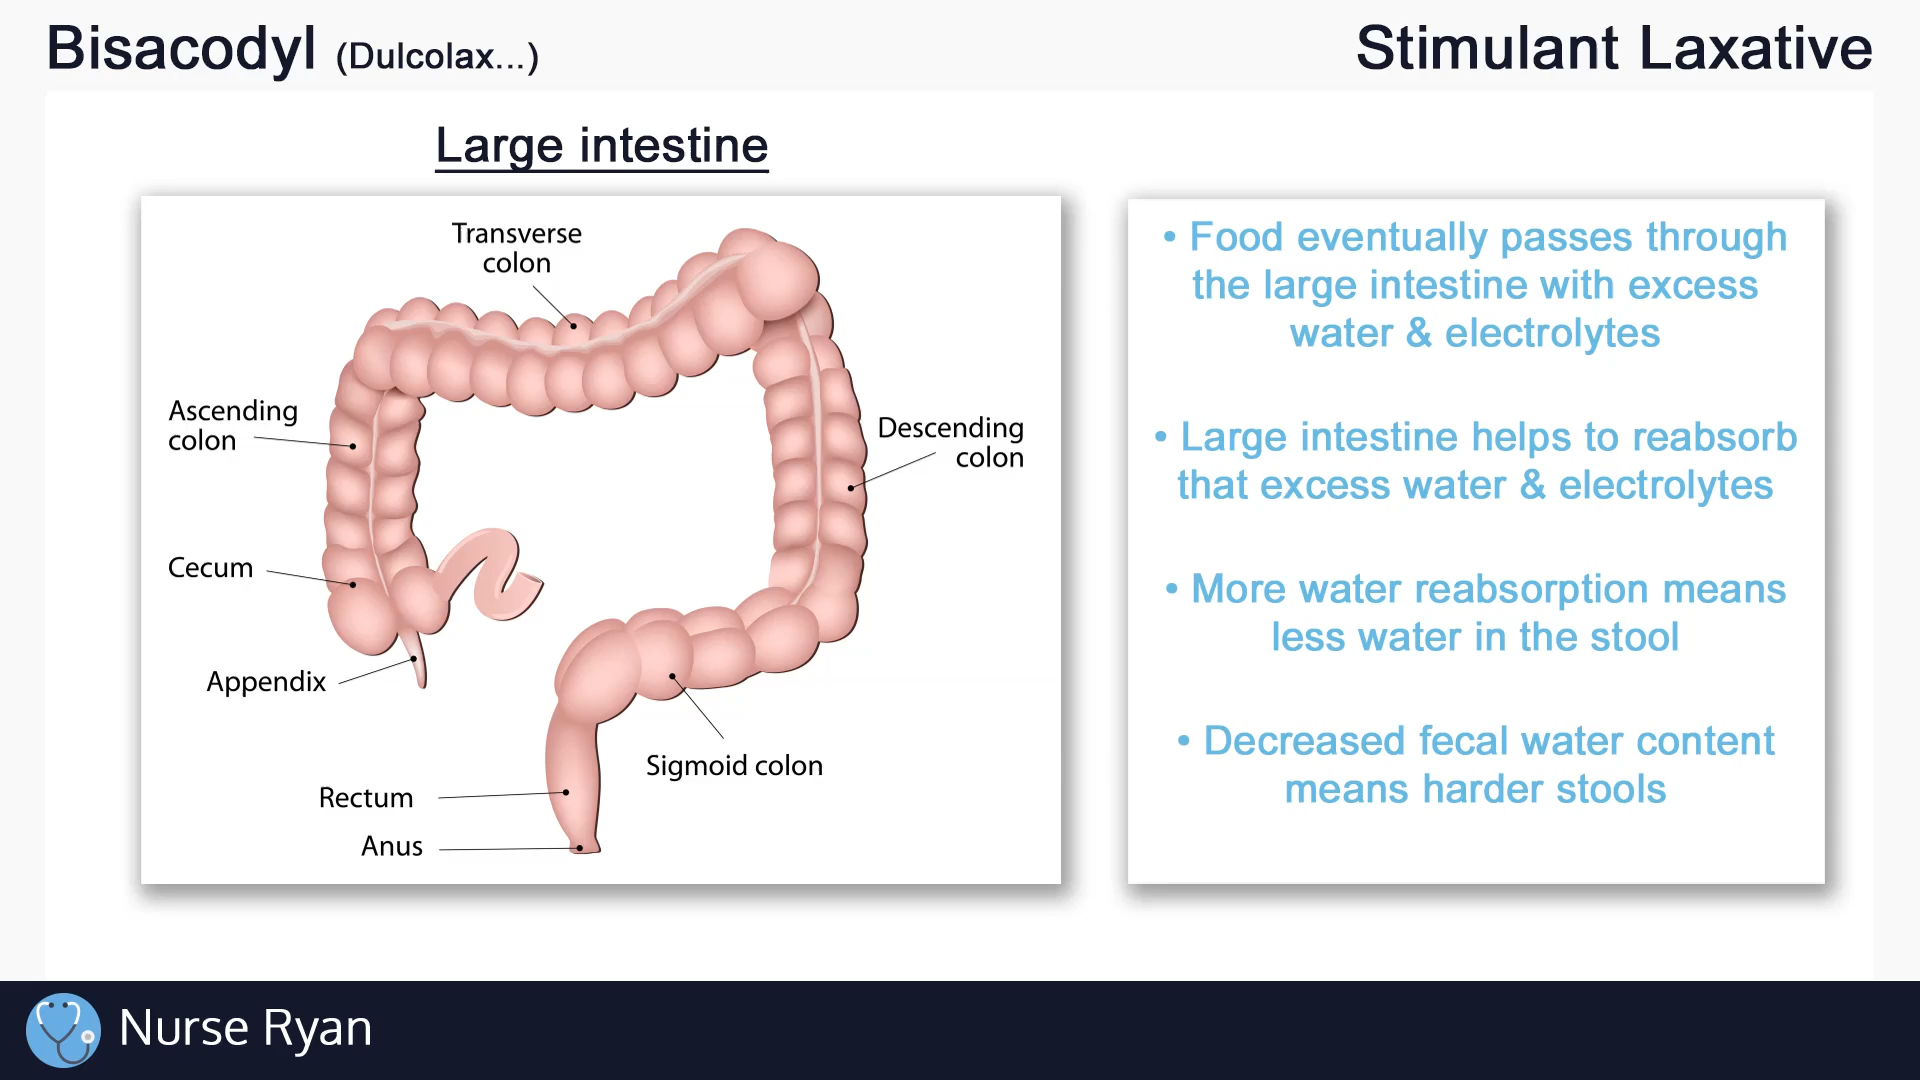 Bisacodyl (Dulcolax...)
Stimulant Laxative
Large intestine
Transverse
colon
Ascending
colon
Descending
colon
Cecum
Appendix
Sigmoid colon
Rectum
Anus
• Food eventually passes through
the large intestine with excess
water & electrolytes
• Large intestine helps to reabsorb
that excess water & electrolytes
• More water reabsorption means
less water in the stool
• Decreased fecal water content
means harder stools
Nurse Ryan